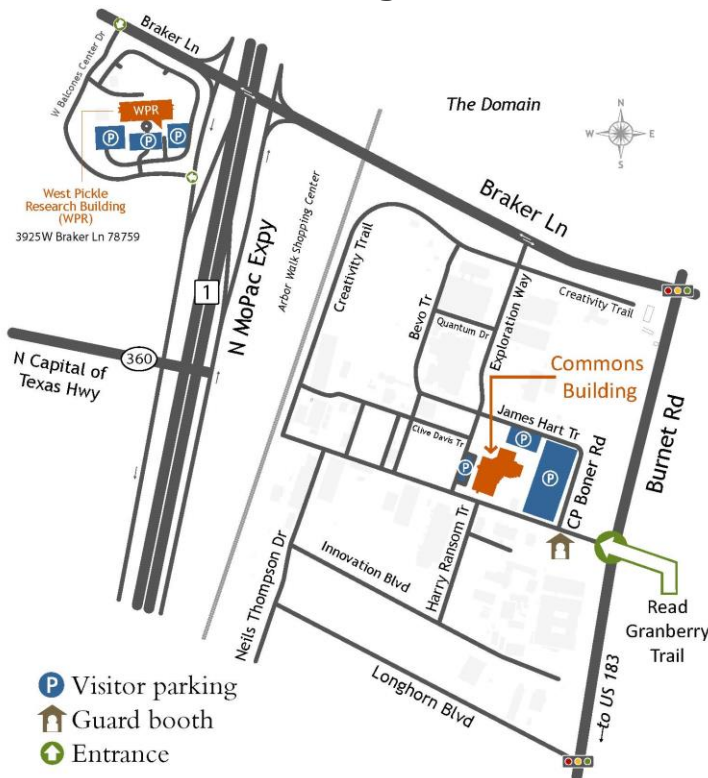 Braker Ln
W Balcones Center Dr
WPR
P
P
P
West Pickle
Research Building
(WPR)
3925W Braker Ln 78759
The Domain
N
W
E
S
Braker Ln
Arbor Walk Shopping Center
Creativity Trail
Creativity Trail
1
N MoPac Expy
Bevo Tr
Quantum Dr
Exploration Way
360
N Capital of
Texas Hwy
Commons
Building
James Hart Tr
Clive Davis Tr
P
P
P
CP Boner Rd
Burnet Rd
Neils Thompson Dr
Innovation Blvd
Harry Ransom Tr
Read
Granberry
Trail
Longhorn Blvd
←to US 183
P Visitor parking
Guard booth
Entrance